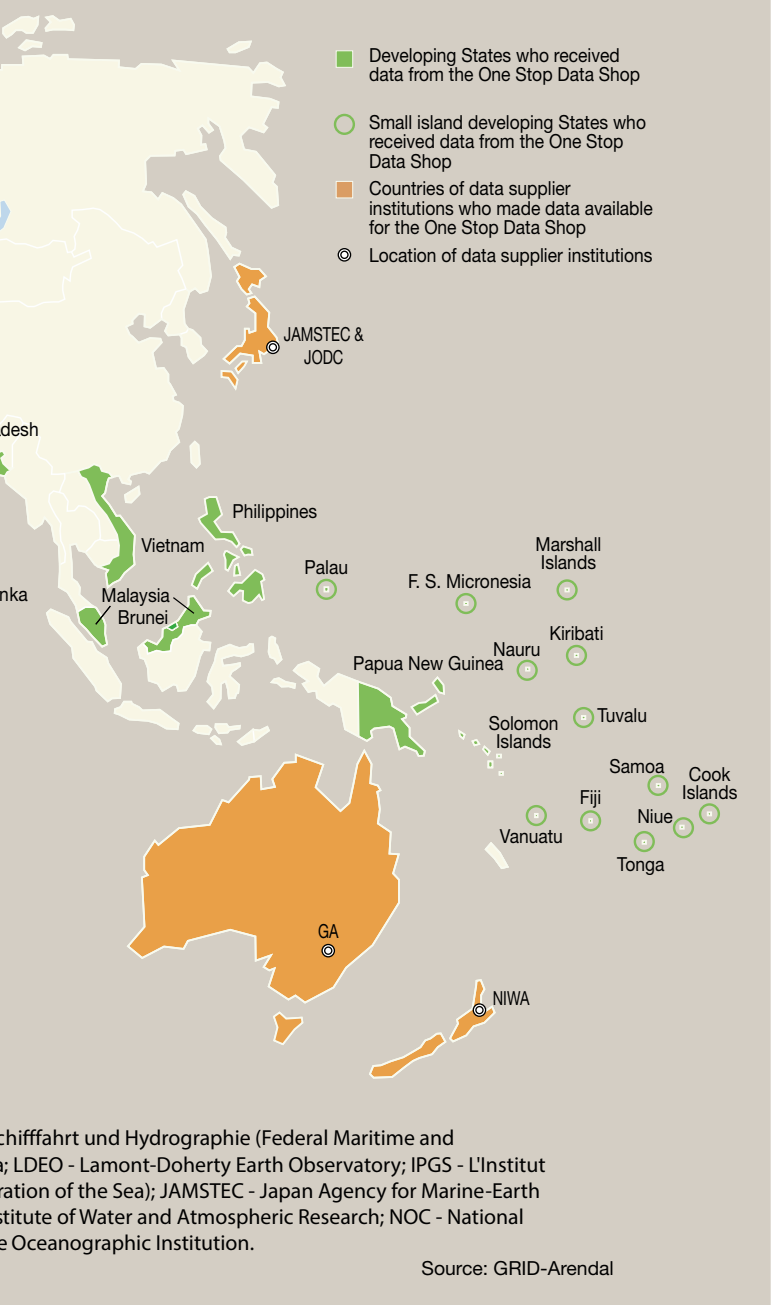 Developing States who received
data from the One Stop Data Shop
Small island developing States who
received data from the One Stop
Data Shop
Countries of data supplier
institutions who made data available
for the One Stop Data Shop
Location of data supplier institutions
JAMSTEC &
JODC
desh
Philippines
Vietnam
Marshall
Islands
Palau
F. S. Micronesia
nka
Malaysia
Brunei
Kiribati
Nauru
Papua New Guinea
Solomon
Islands
Tuvalu
Samoa
Cook
Islands
Fiji
Niue
Vanuatu
Tonga
GA
NIWA
chifffahrt und Hydrographie (Federal Maritime and
a; LDEO - Lamont-Doherty Earth Observatory; IPGS - L'Institut
ration of the Sea); JAMSTEC - Japan Agency for Marine-Earth
stitute of Water and Atmospheric Research; NOC - National
e Oceanographic Institution.
Source: GRID-Arendal